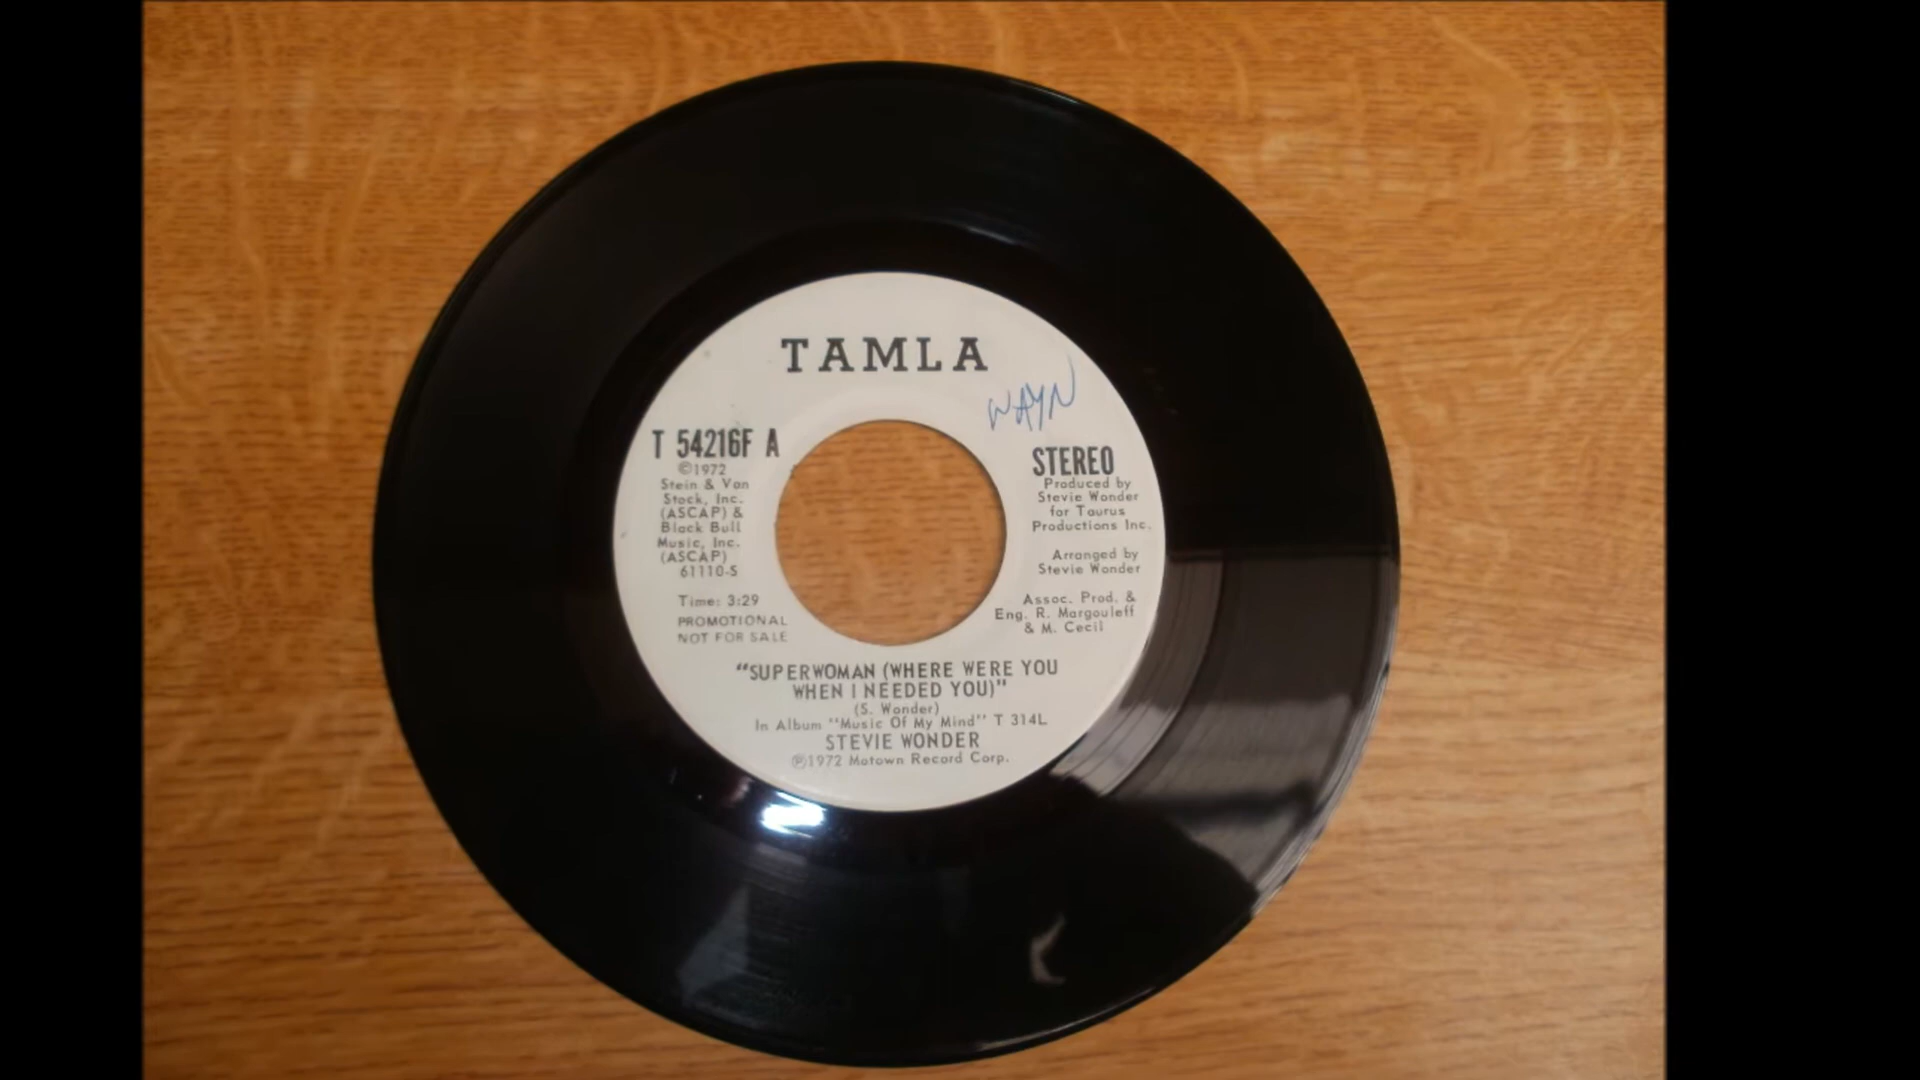 TAMLA
WAYN
T 54216F A
©1972
Stein & Van
Stock, Inc.
(ASCAP) &
Black Bull
Music, Inc.
(ASCAP)
61110-S
Time: 3:29
PROMOTIONAL
NOT FOR SALE
STEREO
Produced by
Stevie Wonder
for Taurus
Productions Inc.
Arranged by
Stevie Wonder
Assoc. Prod. &
Eng. R. Margouleff
& M. Cecil
"SUPERWOMAN (WHERE WERE YOU
WHEN I NEEDED YOU)"
(S. Wonder)
In Album "Music Of My Mind" T 314L
STEVIE WONDER
℗1972 Motown Record Corp.